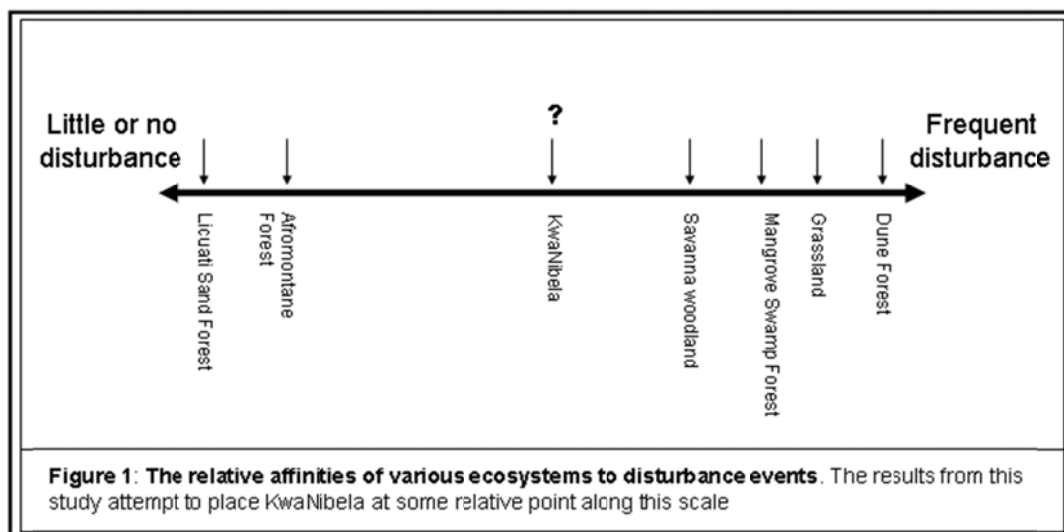 ?
Little or no
disturbance
Frequent
disturbance
Licuati Sand Forest
Afromontane
Forest
KwaNibela
Savanna woodland
Mangrove Swamp Forest
Grassland
Dune Forest
Figure 1: The relative affinities of various ecosystems to disturbance events. The results from this
study attempt to place KwaNibela at some relative point along this scale